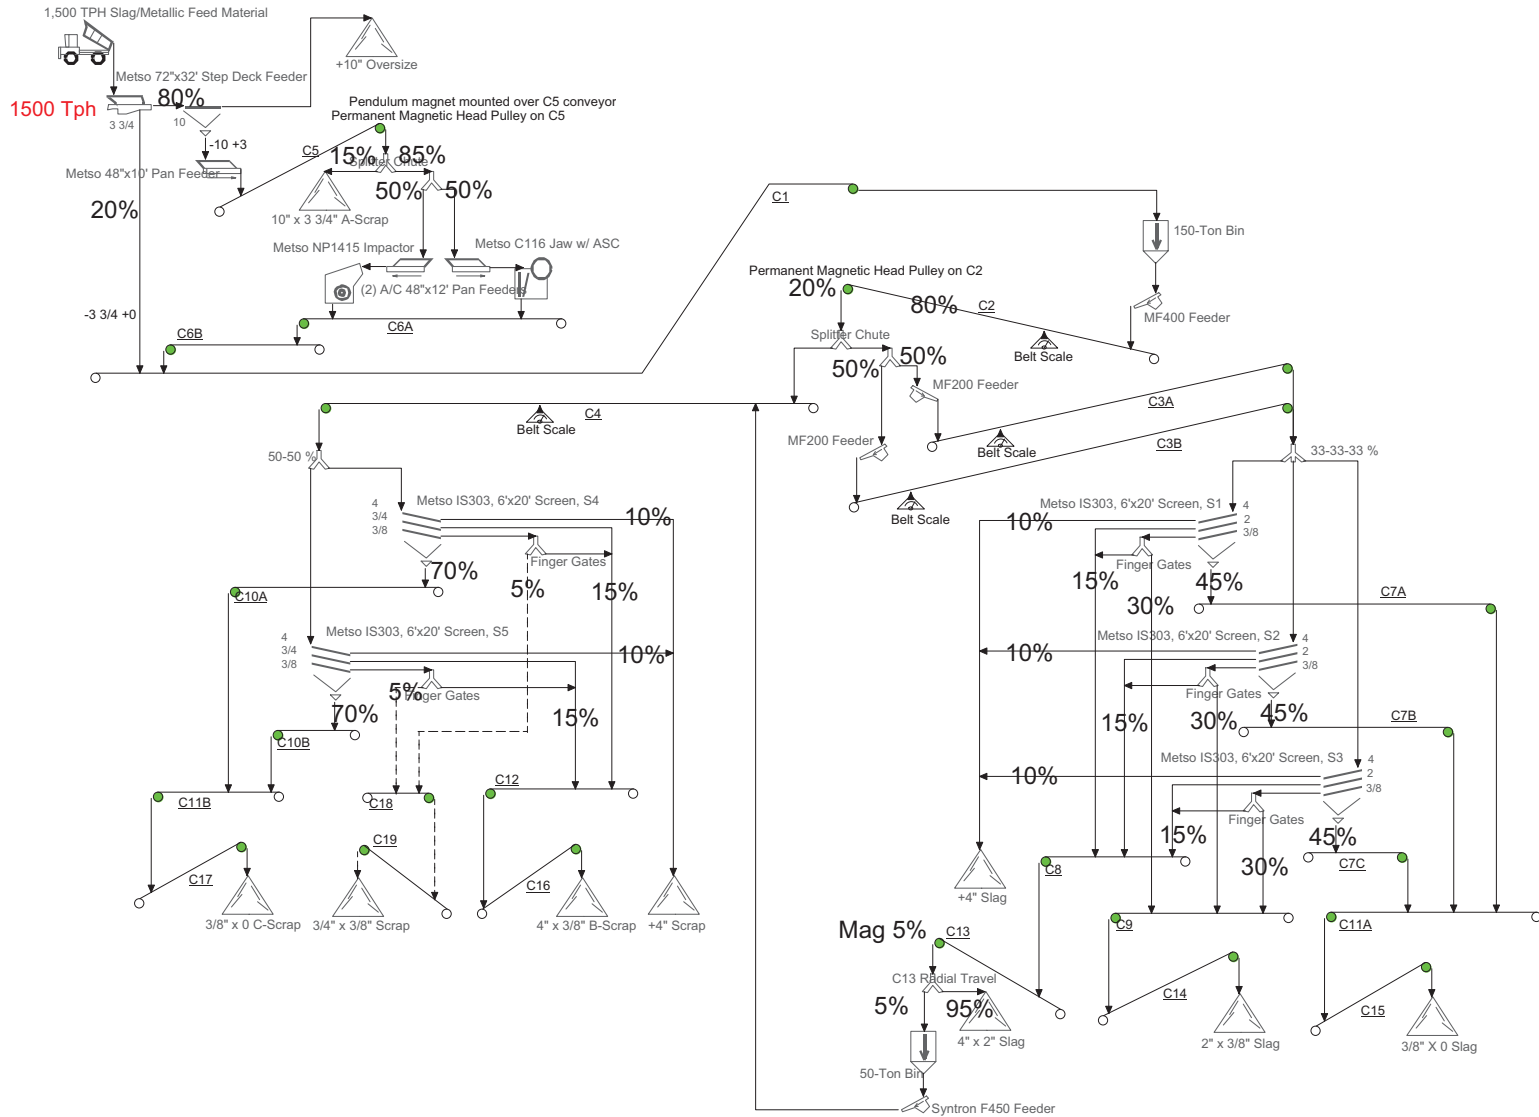 1,500 TPH Slag/Metallic Feed Material
+10" Oversize
Metso 72"x32' Step Deck Feeder
80%
1500 Tph
3 3/4
10
Pendulum magnet mounted over C5 conveyor
Permanent Magnetic Head Pulley on C5
-10 +3
C5
15%
85%
Splitter Chute
Metso 48"x10' Pan Feeder
50%
50%
20%
10" x 3 3/4" A-Scrap
C1
150-Ton Bin
Metso NP1415 Impactor
Metso C116 Jaw w/ ASC
(2) A/C 48"x12' Pan Feeders
Permanent Magnetic Head Pulley on C2
20%
80%
C2
MF400 Feeder
-3 3/4 +0
C6A
C6B
Splitter Chute
Belt Scale
50%
50%
MF200 Feeder
C3A
C4
Belt Scale
MF200 Feeder
Belt Scale
C3B
Belt Scale
50-50 %
33-33-33 %
Metso IS303, 6'x20' Screen, S4
4
3/4
3/8
10%
Finger Gates
70%
5%
15%
C10A
Metso IS303, 6'x20' Screen, S1
4
2
3/8
10%
Finger Gates
15%
45%
30%
C7A
Metso IS303, 6'x20' Screen, S5
4
3/4
3/8
10%
5%
Finger Gates
70%
15%
C10B
Metso IS303, 6'x20' Screen, S2
4
2
3/8
10%
Finger Gates
15%
30%
45%
C7B
Metso IS303, 6'x20' Screen, S3
4
2
3/8
10%
Finger Gates
15%
45%
30%
C7C
C11B
C18
C12
C17
C19
C16
3/8" x 0 C-Scrap
3/4" x 3/8" Scrap
4" x 3/8" B-Scrap
+4" Scrap
C8
+4" Slag
C9
C11A
Mag 5%
C13
C13 Radial Travel
5%
95%
4" x 2" Slag
C14
2" x 3/8" Slag
C15
3/8" X 0 Slag
50-Ton Bin
Syntron F450 Feeder